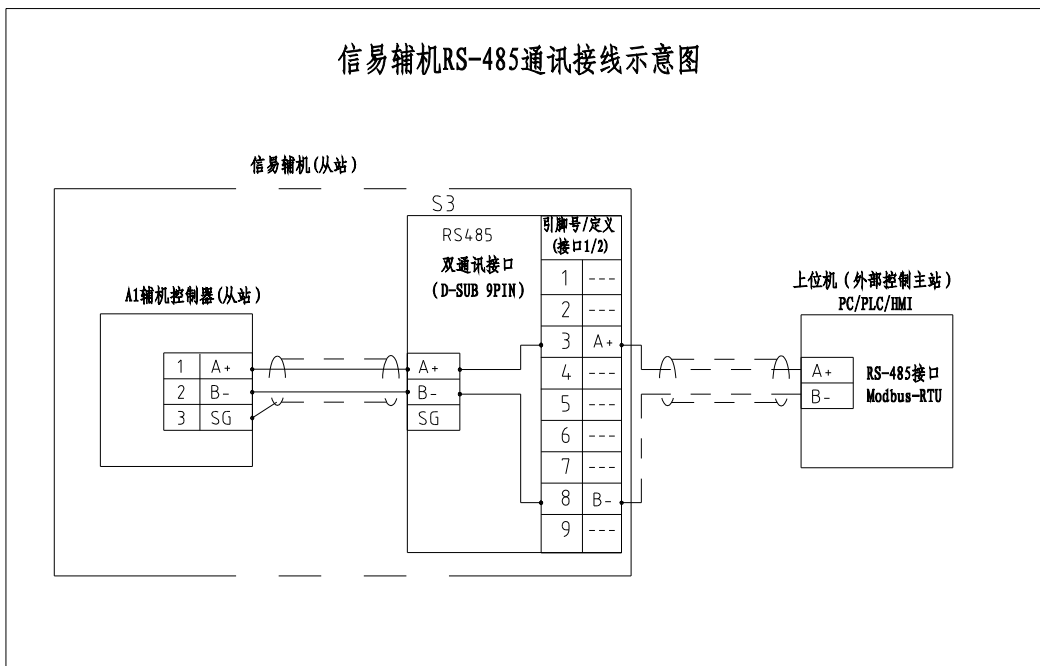 信易辅机RS-485通讯接线示意图
信易辅机(从站)
S3
RS485
双通讯接口
(D-SUB 9PIN)
引脚号/定义
(接口1/2)
1 ---
2 ---
3 A+
4 ---
5 ---
6 ---
7 ---
8 B-
9 ---
A1辅机控制器(从站)
1 A+
2 B-
3 SG
A+
B-
SG
上位机(外部控制主站)
PC/PLC/HMI
A+
B-
RS-485接口
Modbus-RTU